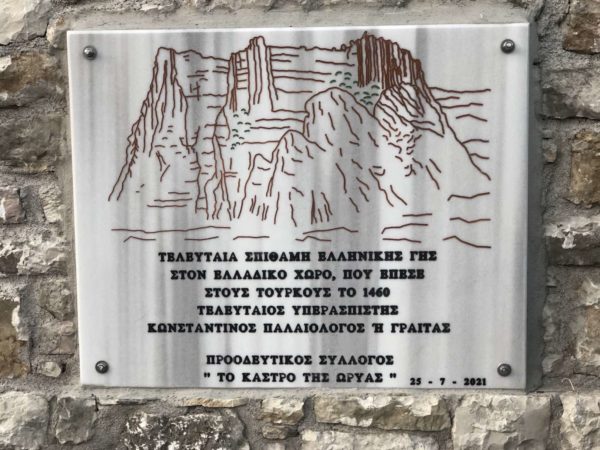 ΤΕΛΕΥΤΑΙΑ ΣΠΙΘΑΜΗ ΕΛΛΗΝΙΚΗΣ ΓΗΣ
ΣΤΟΝ ΕΛΛΑΔΙΚΟ ΧΩΡΟ, ΠΟΥ ΕΠΕΣΕ
ΣΤΟΥΣ ΤΟΥΡΚΟΥΣ ΤΟ 1460
ΤΕΛΕΥΤΑΙΟΣ ΥΠΕΡΑΣΠΙΣΤΗΣ
ΚΩΝΣΤΑΝΤΙΝΟΣ ΠΑΛΑΙΟΛΟΓΟΣ Ή ΓΡΑΙΤΑΣ
ΠΡΟΟΔΕΥΤΙΚΟΣ ΣΥΛΛΟΓΟΣ
" ΤΟ ΚΑΣΤΡΟ ΤΗΣ ΩΡΥΑΣ " 25 - 7 - 2021